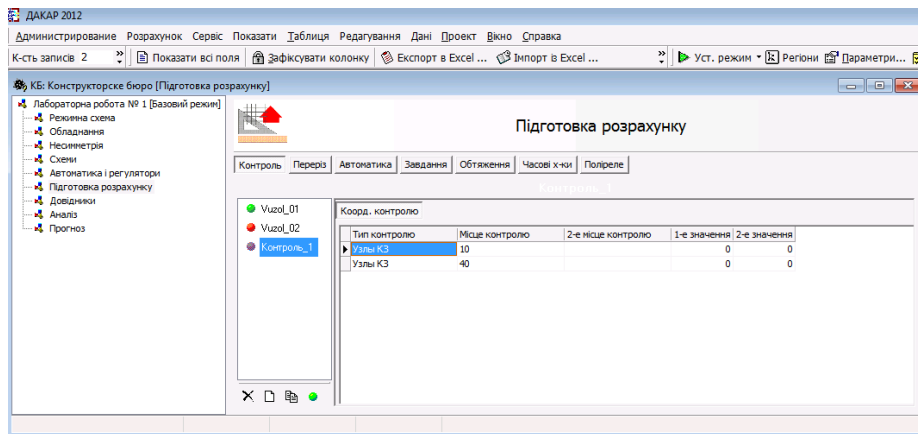 ДАКАР 2012
Администрирование Розрахунок Сервіс Показати Таблиця Редагування Дані Проект Вікно Справка
К-сть записів 2 » Показати всі поля Зафіксувати колонку Експорт в Excel ... Імпорт із Excel ... » Уст. режим Регіони Параметри...
КБ: Конструкторске бюро [Підготовка розрахунку]
Лабораторна робота № 1 [Базовий режим]
Режимна схема
Обладнання
Несиметрія
Схеми
Автоматика і регулятори
Підготовка розрахунку
Довідники
Аналіз
Прогноз
Підготовка розрахунку
Контроль Переріз Автоматика Завдання Обтяження Часові х-ки Поліреле
Контроль_1
Vuzol_01
Vuzol_02
Контроль_1
Коорд. контролю
Тип контролю Місце контролю 2-е місце контролю 1-е значення 2-е значення
Узлы КЗ 10 0 0
Узлы КЗ 40 0 0